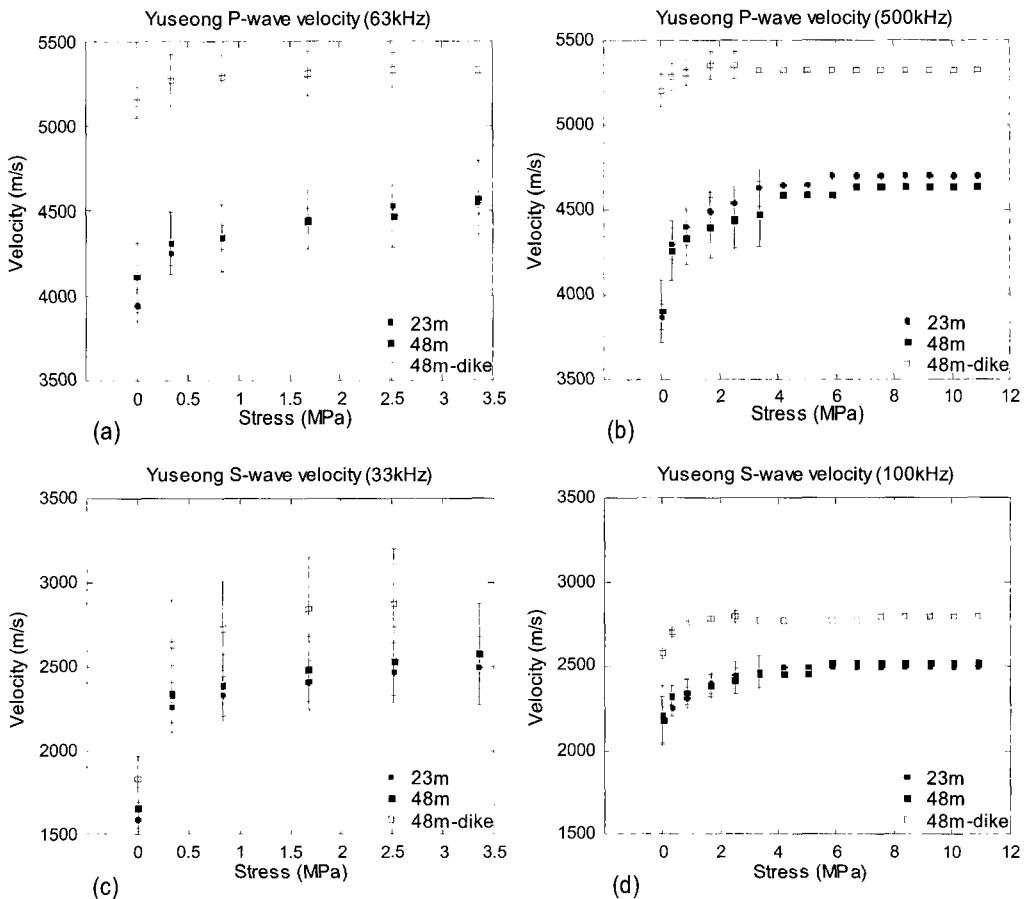 Yuseong P-wave velocity (63kHz)
5500
5000
4500
4000
3500
Velocity (m/s)
0 0.5 1 1.5 2 2.5 3 3.5
Stress (MPa)
23m
48m
48m-dike
(a)
Yuseong P-wave velocity (500kHz)
5500
5000
4500
4000
3500
Velocity (m/s)
0 2 4 6 8 10 12
Stress (MPa)
23m
48m
48m-dike
(b)
Yuseong S-wave velocity (33kHz)
3500
3000
2500
2000
1500
Velocity (m/s)
0 0.5 1 1.5 2 2.5 3 3.5
Stress (MPa)
23m
48m
48m-dike
(c)
Yuseong S-wave velocity (100kHz)
3500
3000
2500
2000
1500
Velocity (m/s)
0 2 4 6 8 10 12
Stress (MPa)
23m
48m
48m-dike
(d)